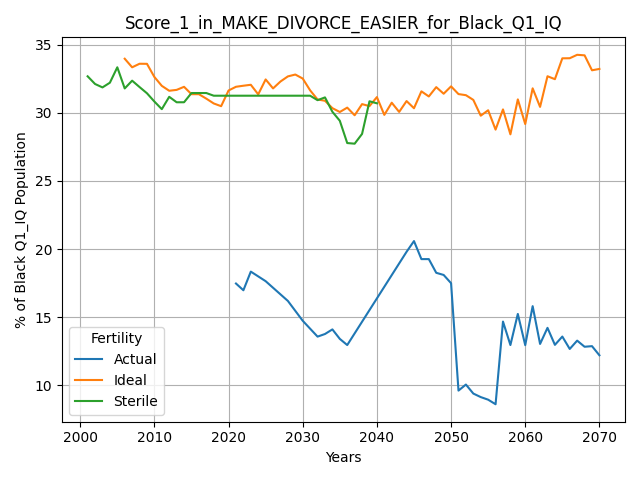 Score_1_in_MAKE_DIVORCE_EASIER_for_Black_Q1_IQ
% of Black Q1_IQ Population
35
30
25
20
15
10
Fertility
Actual
Ideal
Sterile
2000 2010 2020 2030 2040 2050 2060 2070
Years